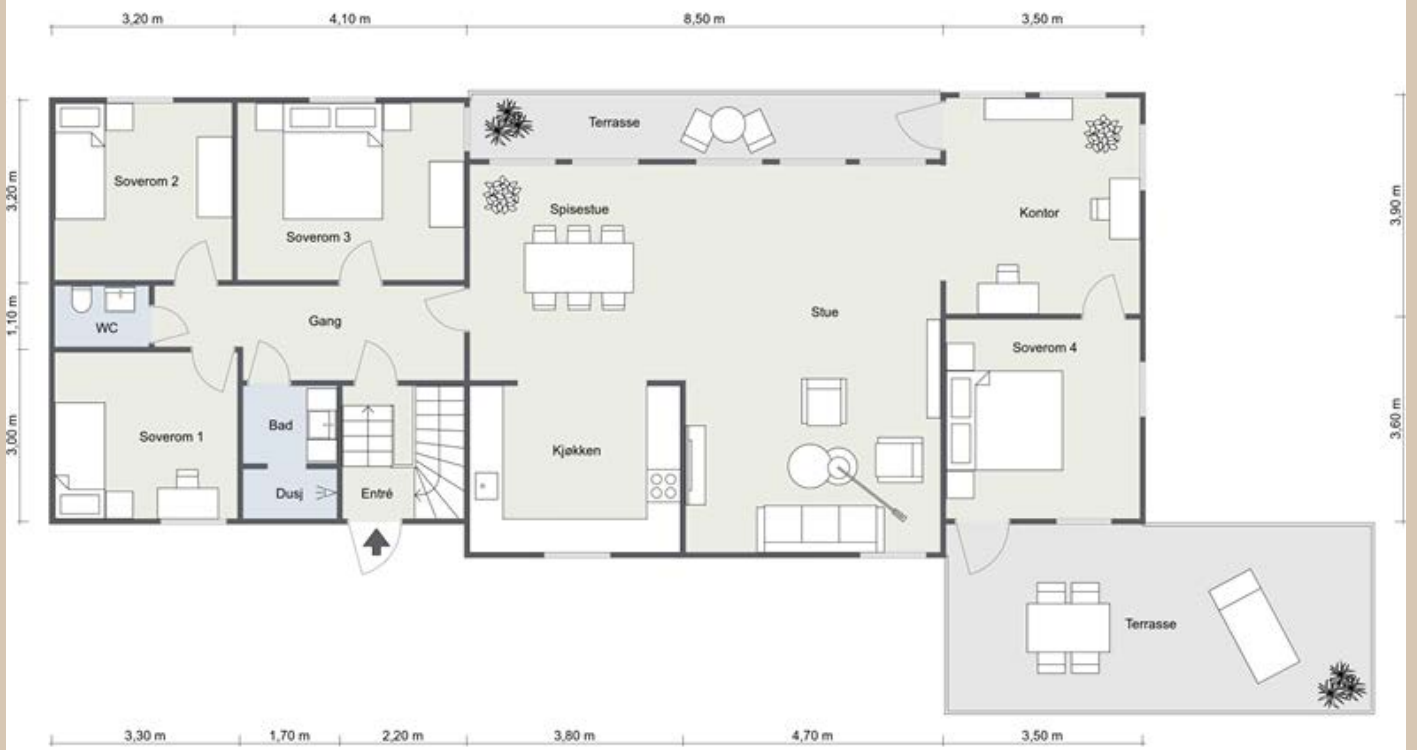 3,20 m
4,10 m
8,50 m
3,50 m
Terrasse
3,20 m
Soverom 2
3,90 m
Spisestue
Kontor
Soverom 3
1,10 m
Stue
Gang
WC
Soverom 4
3,00 m
3,60 m
Bad
Soverom 1
Kjøkken
Dusj
Entré
Terrasse
3,30 m
1,70 m
2,20 m
3,80 m
4,70 m
3,50 m